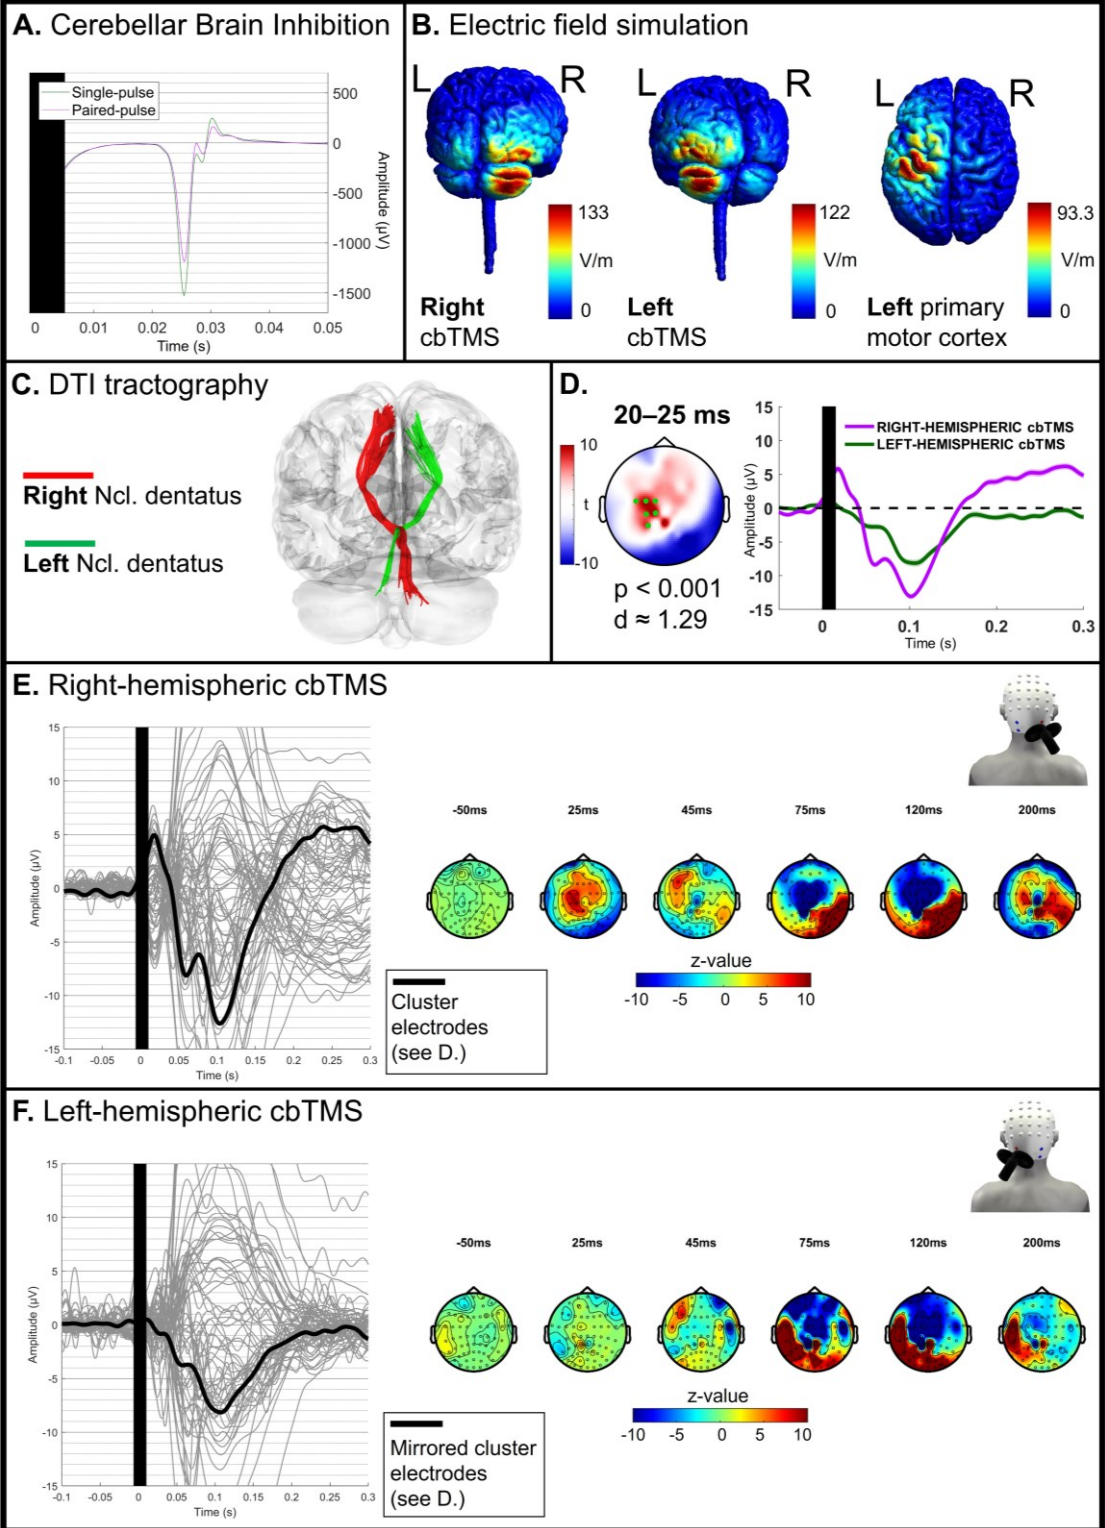 A. Cerebellar Brain Inhibition
Single-pulse
Paired-pulse
500
0
-500
-1000
-1500
Amplitude (µV)
0 0.01 0.02 0.03 0.04 0.05
Time (s)
B. Electric field simulation
L R
L R
L R
133
V/m
0
122
V/m
0
93.3
V/m
0
Right
cbTMS
Left
cbTMS
Left primary
motor cortex
C. DTI tractography
Right Ncl. dentatus
Left Ncl. dentatus
D.
20–25 ms
10
t
-10
p < 0.001
d ≈ 1.29
15
10
5
0
-5
-10
-15
Amplitude (µV)
RIGHT-HEMISPHERIC cbTMS
LEFT-HEMISPHERIC cbTMS
0 0.1 0.2 0.3
Time (s)
E. Right-hemispheric cbTMS
15
10
5
0
-5
-10
-15
Amplitude (µV)
-0.1 -0.05 0 0.05 0.1 0.15 0.2 0.25 0.3
Time (s)
Cluster
electrodes
(see D.)
-50ms 25ms 45ms 75ms 120ms 200ms
z-value
-10 -5 0 5 10
F. Left-hemispheric cbTMS
15
10
5
0
-5
-10
-15
Amplitude (µV)
-0.1 -0.05 0 0.05 0.1 0.15 0.2 0.25 0.3
Time (s)
Mirrored cluster
electrodes
(see D.)
-50ms 25ms 45ms 75ms 120ms 200ms
z-value
-10 -5 0 5 10